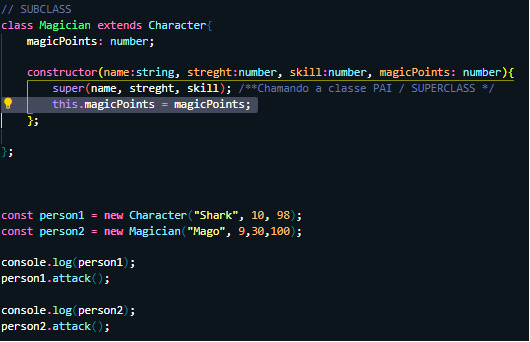 // SUBCLASS
class Magician extends Character{
magicPoints: number;
constructor(name:string, streght:number, skill:number, magicPoints: number){
super(name, streght, skill); /**Chamando a classe PAI / SUPERCLASS */
this.magicPoints = magicPoints;
};
};
const person1 = new Character("Shark", 10, 98);
const person2 = new Magician("Mago", 9,30,100);
console.log(person1);
person1.attack();
console.log(person2);
person2.attack();